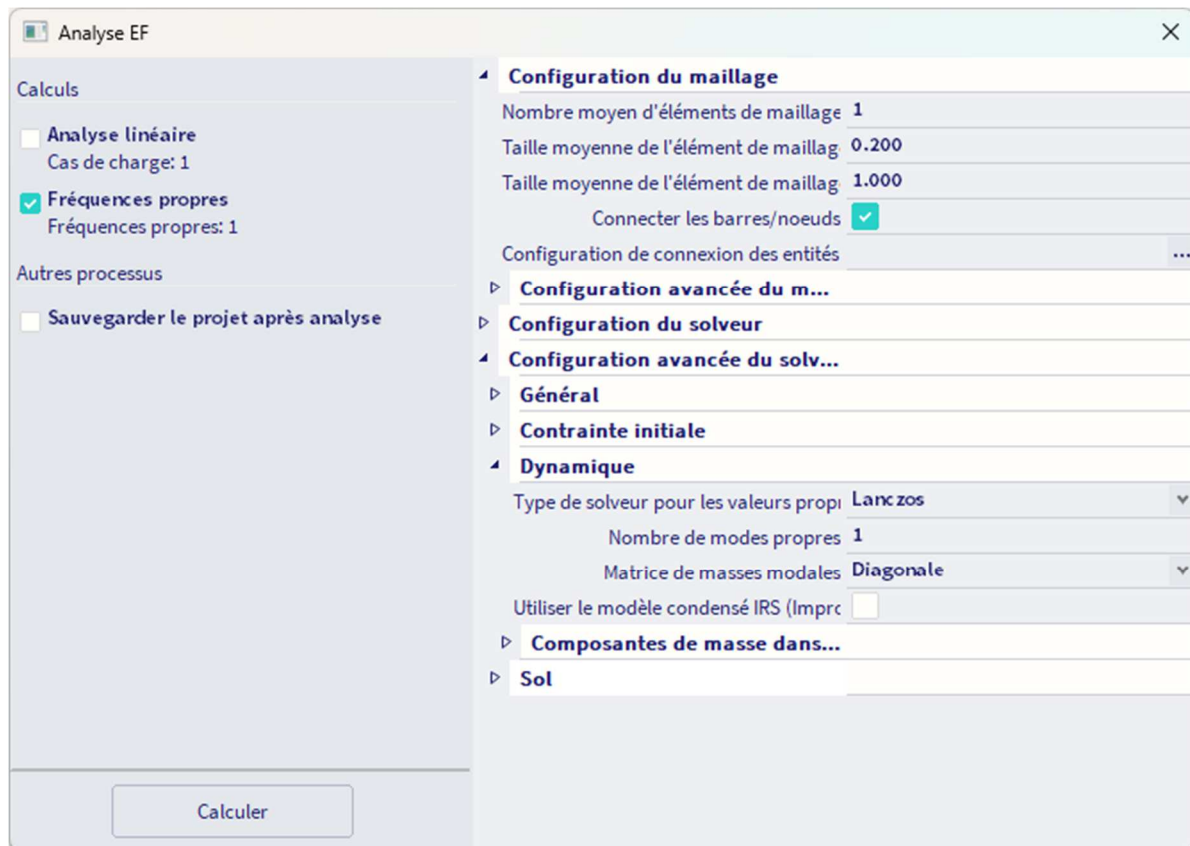 Analyse EF
Calculs
Analyse linéaire
Cas de charge: 1
Fréquences propres
Fréquences propres: 1
Autres processus
Sauvegarder le projet après analyse
Calculer
Configuration du maillage
Nombre moyen d'éléments de maillage 1
Taille moyenne de l'élément de maillag 0.200
Taille moyenne de l'élément de maillag 1.000
Connecter les barres/noeuds
Configuration de connexion des entités ...
Configuration avancée du m...
Configuration du solveur
Configuration avancée du solv...
Général
Contrainte initiale
Dynamique
Type de solveur pour les valeurs propr Lanczos
Nombre de modes propres 1
Matrice de masses modales Diagonale
Utiliser le modèle condensé IRS (Impro
Composantes de masse dans...
Sol